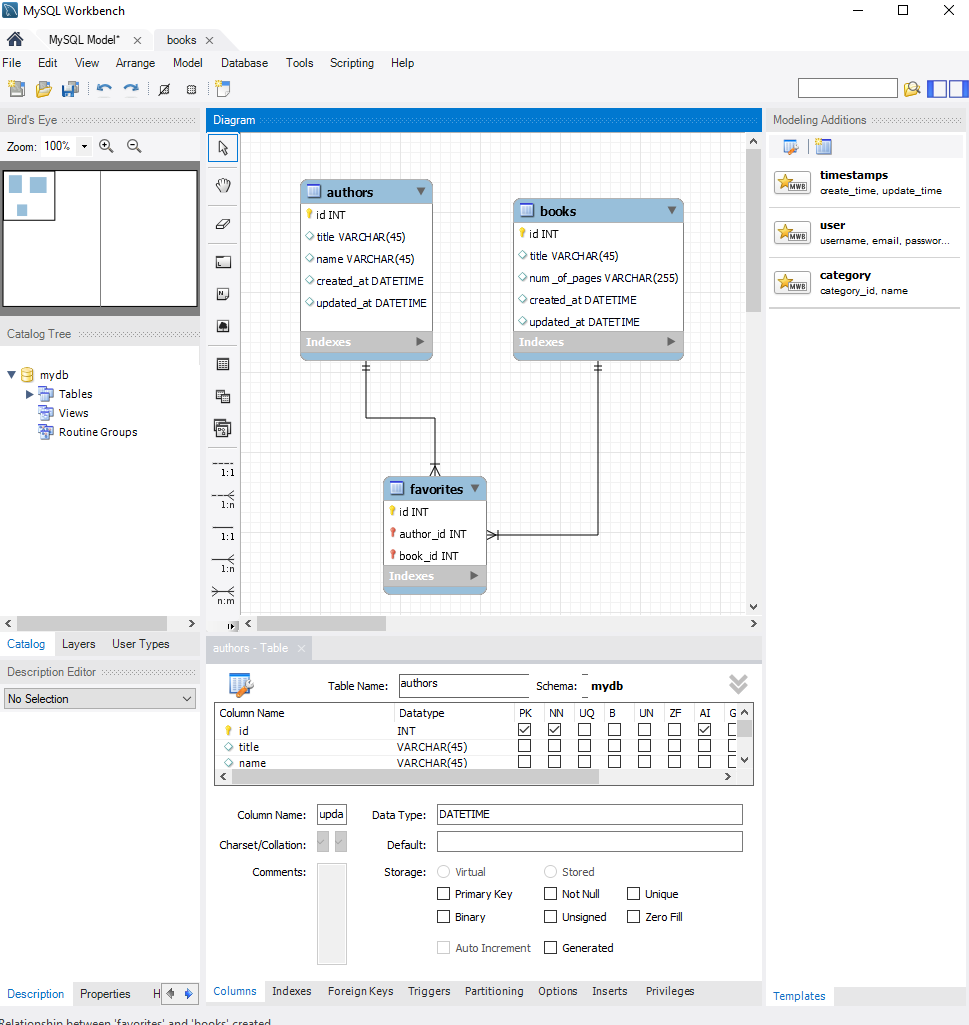 MySQL Workbench
MySQL Model*
books
File Edit View Arrange Model Database Tools Scripting Help
Bird's Eye
Zoom: 100%
Catalog Tree
mydb
Tables
Views
Routine Groups
Catalog Layers User Types
Description Editor
No Selection
Description Properties H
Diagram
1:1
1:n
1:1
1:n
n:m
authors
id INT
title VARCHAR(45)
name VARCHAR(45)
created_at DATETIME
updated_at DATETIME
Indexes
books
id INT
title VARCHAR(45)
num_of_pages VARCHAR(255)
created_at DATETIME
updated_at DATETIME
Indexes
favorites
id INT
author_id INT
book_id INT
Indexes
Modeling Additions
MWB
timestamps
create_time, update_time
MWB
user
username, email, passwor...
MWB
category
category_id, name
Templates
authors - Table
Table Name: authors Schema: mydb
Column Name Datatype PK NN UQ B UN ZF AI G
id INT
title VARCHAR(45)
name VARCHAR(45)
Column Name: upda Data Type: DATETIME
Charset/Collation: Default:
Comments: Storage: Virtual Stored
Primary Key Not Null Unique
Binary Unsigned Zero Fill
Auto Increment Generated
Columns Indexes Foreign Keys Triggers Partitioning Options Inserts Privileges
Relationship between 'favorites' and 'books' created